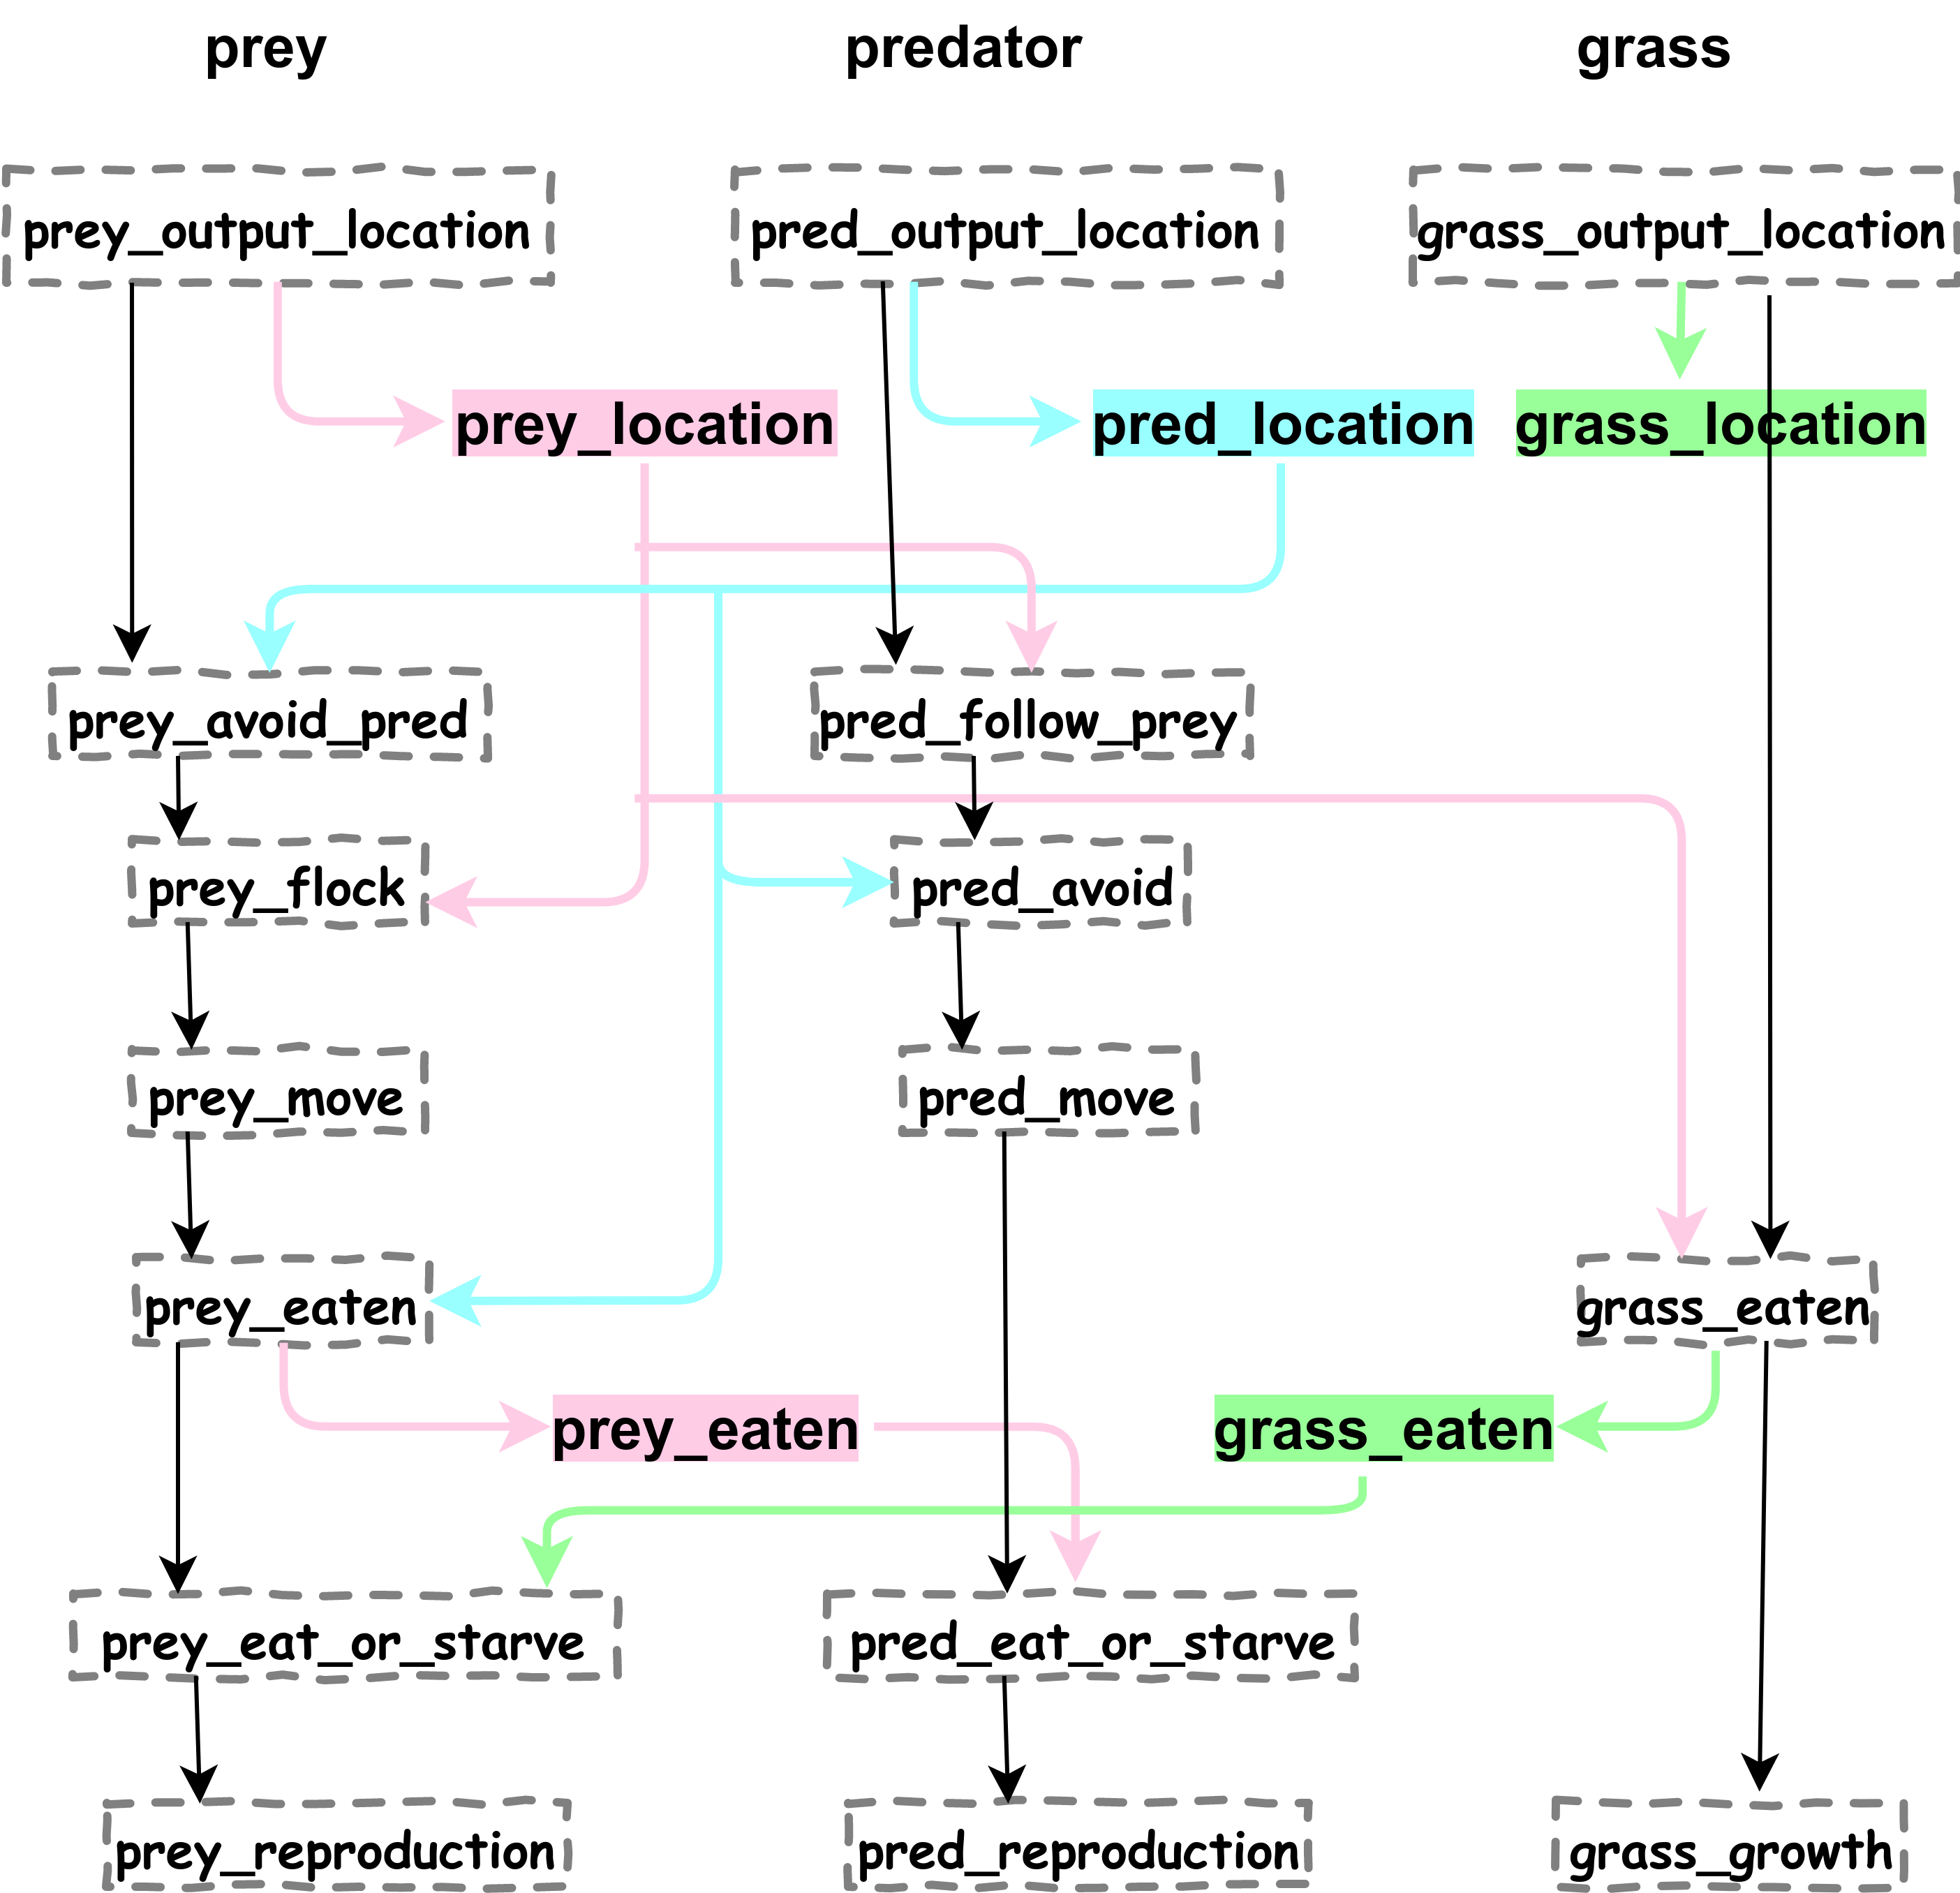 prey
predator
grass
prey_output_location
pred_output_location
grass_output_location
prey_location
pred_location
grass_location
prey_avoid_pred
pred_follow_prey
prey_flock
pred_avoid
prey_move
pred_move
prey_eaten
grass_eaten
prey_eaten
grass_eaten
prey_eat_or_starve
pred_eat_or_starve
prey_reproduction
pred_reproduction
grass_growth